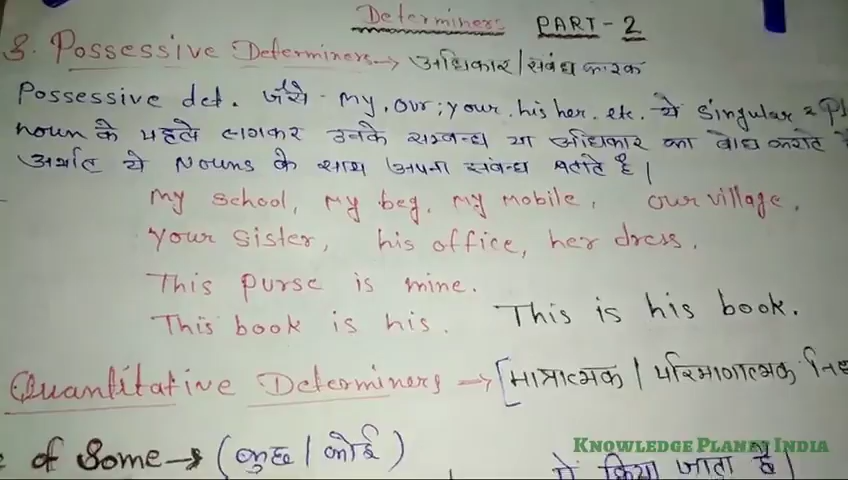 Determiners PART-2
3. Possessive Determiners→ अधिकार/संबंध कारक
Possessive det. जैसे - my, our, your, his her. etc. ये singular
noun के पहले लगकर उनके सम्बन्ध या अधिकार का बोध कराते
अर्थात ये Nouns के साथ अपना संबन्ध बताते है।
my school, my beg, my mobile, our village,
your sister, his office, her dress.
This purse is mine.
This book is his. This is his book.
Quantitative Determiners → [मात्रात्मक / परिमाणात्मक
of Some→ (कुछ / कोई)
में किया जाता है।
KNOWLEDGE PLANET INDIA